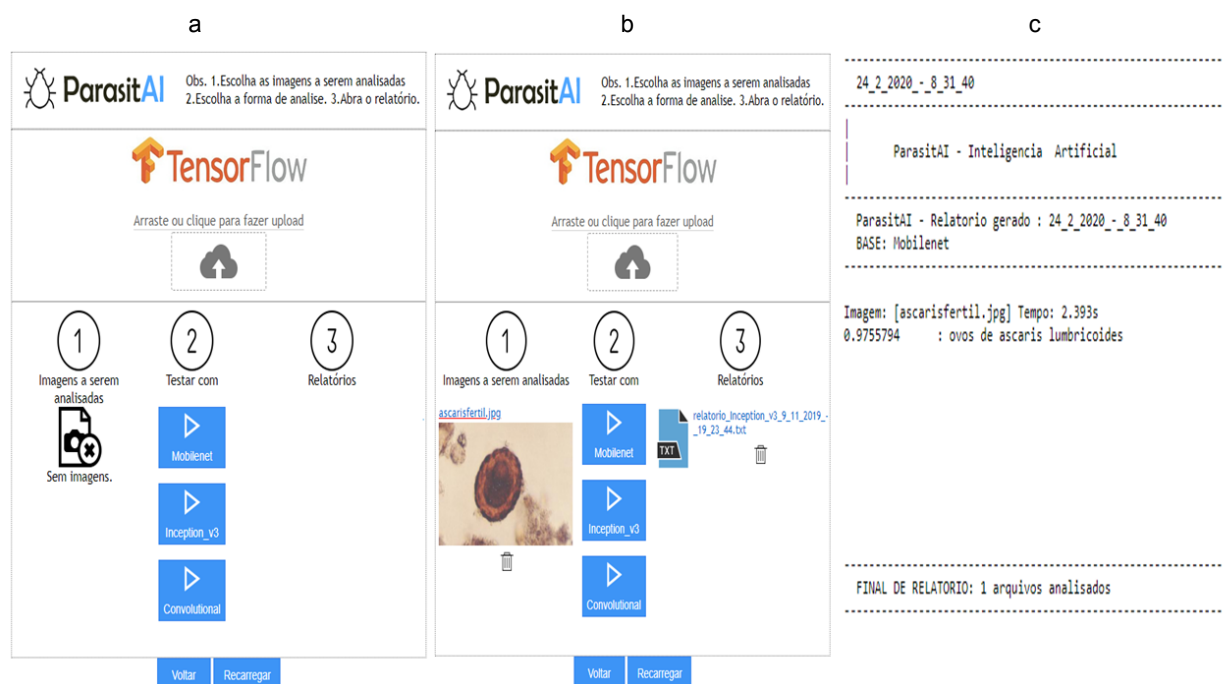 a
ParasitAI
Obs. 1.Escolha as imagens a serem analisadas
2.Escolha a forma de analise. 3.Abra o relatório.
TensorFlow
Arraste ou clique para fazer upload
1
2
3
Imagens a serem
analisadas
Testar com
Relatórios
Sem imagens.
Mobilenet
Inception_v3
Convolutional
Voltar
Recarregar
b
ParasitAI
Obs. 1.Escolha as imagens a serem analisadas
2.Escolha a forma de analise. 3.Abra o relatório.
TensorFlow
Arraste ou clique para fazer upload
1
2
3
Imagens a serem analisadas
Testar com
Relatórios
ascarisfertil.jpg
Mobilenet
Inception_v3
Convolutional
TXT
relatorio_Inception_v3_9_11_2019_-
_19_23_44.txt
Voltar
Recarregar
c
24_2_2020_-_8_31_40
ParasitAI - Inteligencia Artificial
ParasitAI - Relatorio gerado : 24_2_2020_-_8_31_40
BASE: Mobilenet
Imagem: [ascarisfertil.jpg] Tempo: 2.393s
0.9755794 : ovos de ascaris lumbricoides
FINAL DE RELATORIO: 1 arquivos analisados